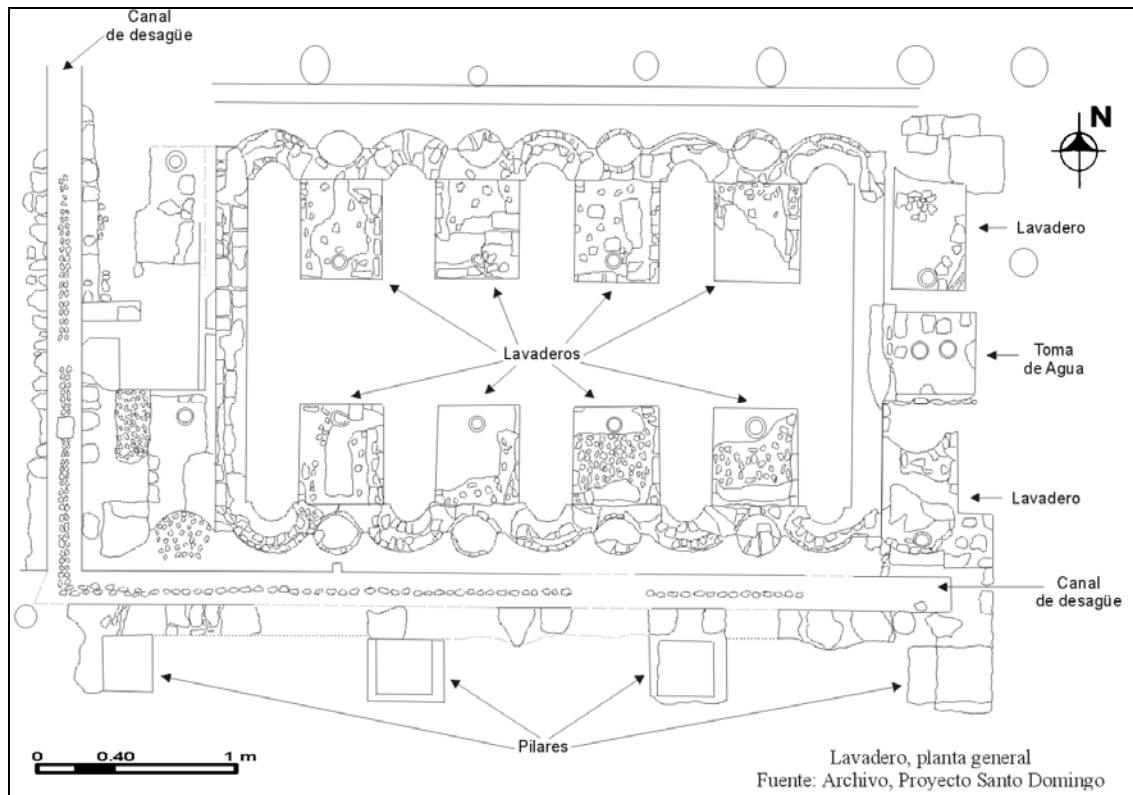 Canal
de desagüe
N
Lavadero
Lavaderos
Toma
de Agua
Lavadero
Canal
de desagüe
Pilares
0 0.40 1 m
Lavadero, planta general
Fuente: Archivo, Proyecto Santo Domingo